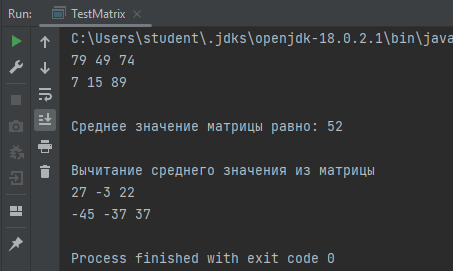 Run: TestMatrix
C:\Users\student\.jdks\openjdk-18.0.2.1\bin\java
79 49 74
7 15 89
Среднее значение матрицы равно: 52
Вычитание среднего значения из матрицы
27 -3 22
-45 -37 37
Process finished with exit code 0